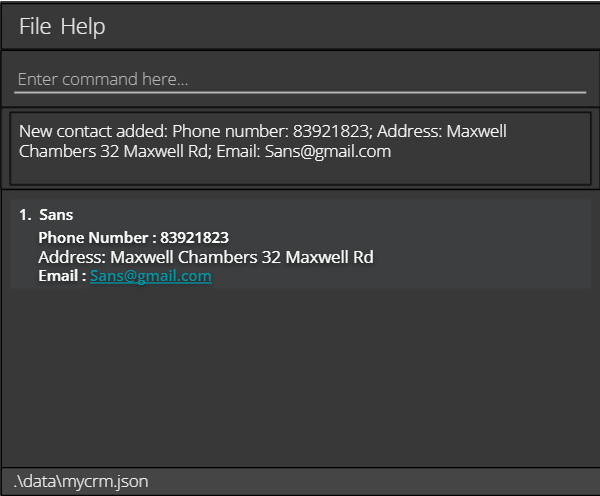 File Help
Enter command here...
New contact added: Phone number: 83921823; Address: Maxwell
Chambers 32 Maxwell Rd; Email: Sans@gmail.com
1. Sans
Phone Number : 83921823
Address: Maxwell Chambers 32 Maxwell Rd
Email : Sans@gmail.com
.\data\mycrm.json